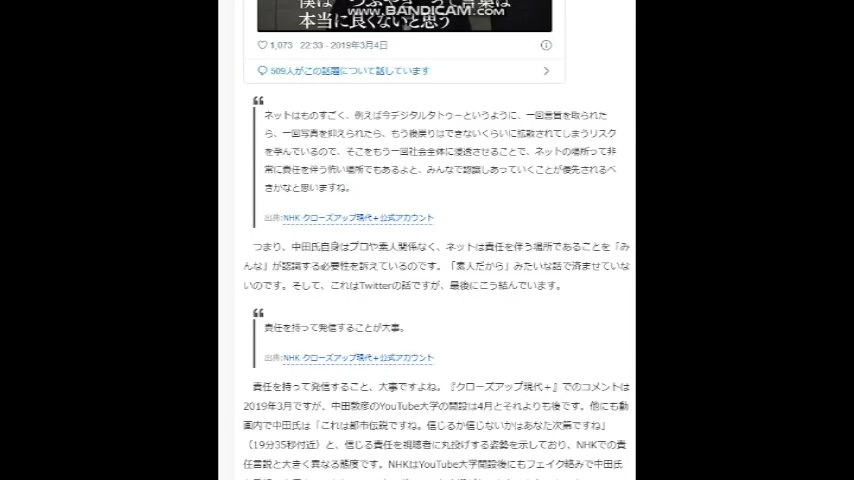 僕は "つぶやき" って言葉は
www.BANDICAM.com
本当に良くないと思う
1,073 22:33 - 2019年3月4日
509人がこの話題について話しています
ネットはものすごく、例えば今デジタルタトゥーというように、一回言質を取られた
ら、一回写真を抑えられたら、もう後戻りはできないくらいに拡散されてしまうリスク
を学んでいるので、そこをもう一回社会全体に浸透させることで、ネットの場所って非
常に責任を伴う怖い場所でもあるよと、みんなで認識しあっていくことが優先されるべ
きかなと思いますね。
出典:NHK クローズアップ現代+公式アカウント
つまり、中田氏自身はプロや素人関係なく、ネットは責任を伴う場所であることを「み
んな」が認識する必要性を訴えているのです。「素人だから」みたいな話で済ませていな
いのです。そして、これはTwitterの話ですが、最後にこう結んでいます。
責任を持って発信することが大事。
出典:NHK クローズアップ現代+公式アカウント
責任を持って発信すること、大事ですよね。『クローズアップ現代+』でのコメントは
2019年3月ですが、中田敦彦のYouTube大学の開設は4月とそれよりも後です。他にも動
画内で中田氏は「これは都市伝説ですね。信じるか信じないかはあなた次第ですね」
（19分35秒付近）と、信じる責任を視聴者に丸投げする姿勢を示しており、NHKでの責
任言説と大きく異なる態度です。NHKはYouTube大学開設後にもフェイク絡みで中田氏